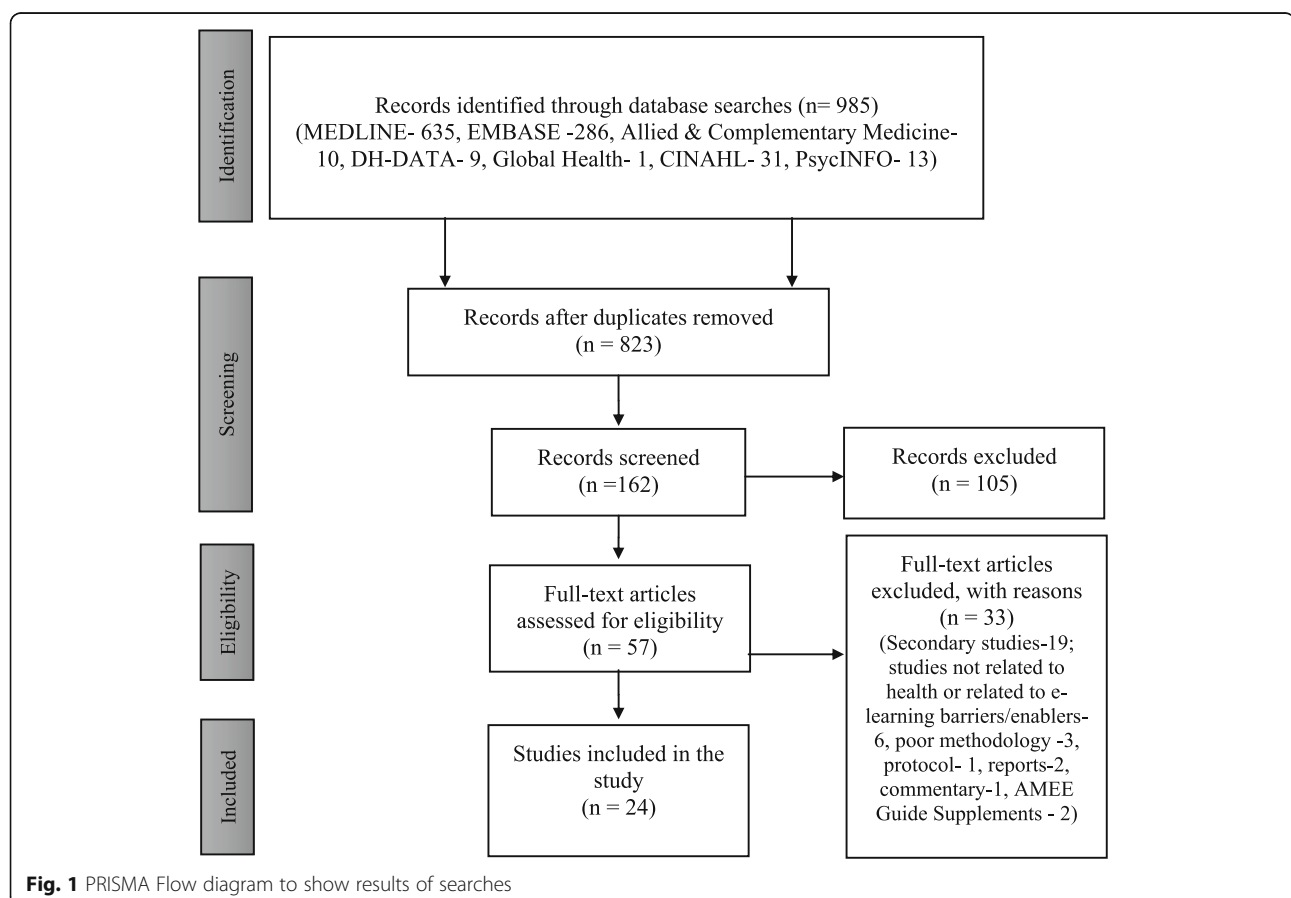 Identification
Records identified through database searches (n= 985)
(MEDLINE- 635, EMBASE -286, Allied & Complementary Medicine-
10, DH-DATA- 9, Global Health- 1, CINAHL- 31, PsycINFO- 13)
Screening
Records after duplicates removed
(n = 823)
Records screened
(n =162)
Records excluded
(n = 105)
Eligibility
Full-text articles
assessed for eligibility
(n = 57)
Full-text articles
excluded, with reasons
(n = 33)
(Secondary studies-19;
studies not related to
health or related to e-
learning barriers/enablers-
6, poor methodology -3,
protocol- 1, reports-2,
commentary-1, AMEE
Guide Supplements - 2)
Included
Studies included in the
study
(n = 24)
Fig. 1 PRISMA Flow diagram to show results of searches